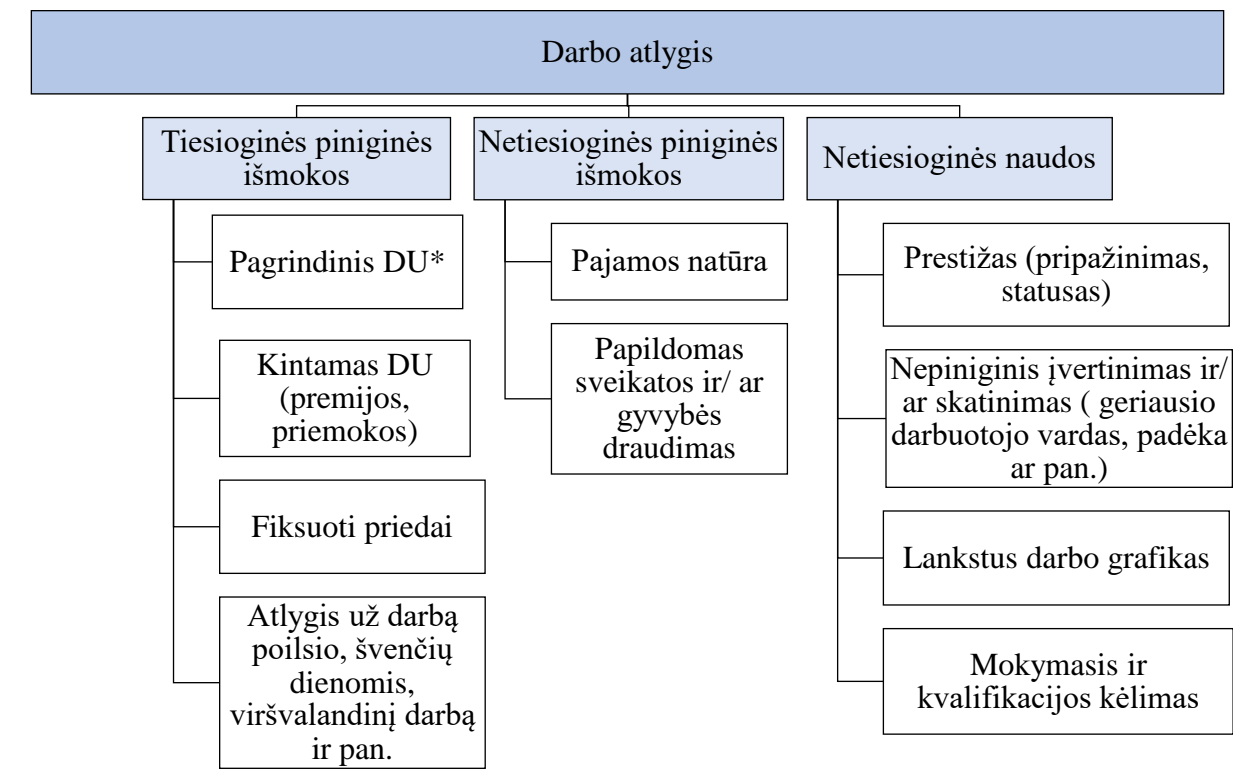 Darbo atlygis
Tiesioginės piniginės
išmokos
Pagrindinis DU*
Kintamas DU
(premijos,
priemokos)
Fiksuoti priedai
Atlygis už darbą
poilsio, švenčių
dienomis,
viršvalandinį darbą
ir pan.
Netiesioginės piniginės
išmokos
Pajamos natūra
Papildomas
sveikatos ir/ ar
gyvybės
draudimas
Netiesioginės naudos
Prestižas (pripažinimas,
statusas)
Nepiniginis įvertinimas ir/
ar skatinimas ( geriausio
darbuotojo vardas, padėka
ar pan.)
Lankstus darbo grafikas
Mokymasis ir
kvalifikacijos kėlimas